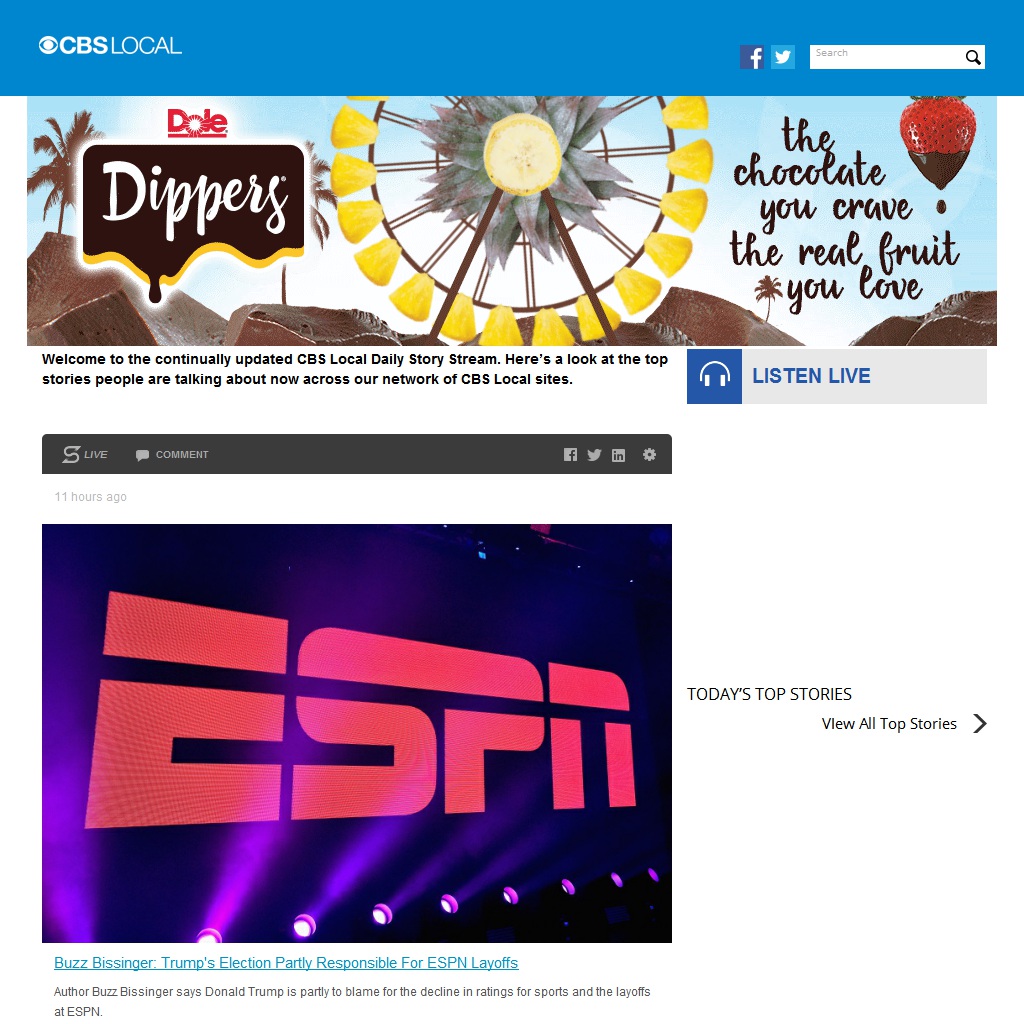 CBS LOCAL
Search
Dole
Dippers®
the
chocolate
you crave
the real fruit
you love
Welcome to the continually updated CBS Local Daily Story Stream. Here's a look at the top
stories people are talking about now across our network of CBS Local sites.
LISTEN LIVE
LIVE
COMMENT
11 hours ago
ESPN
TODAY'S TOP STORIES
VIew All Top Stories
Buzz Bissinger: Trump's Election Partly Responsible For ESPN Layoffs
Author Buzz Bissinger says Donald Trump is partly to blame for the decline in ratings for sports and the layoffs
at ESPN.